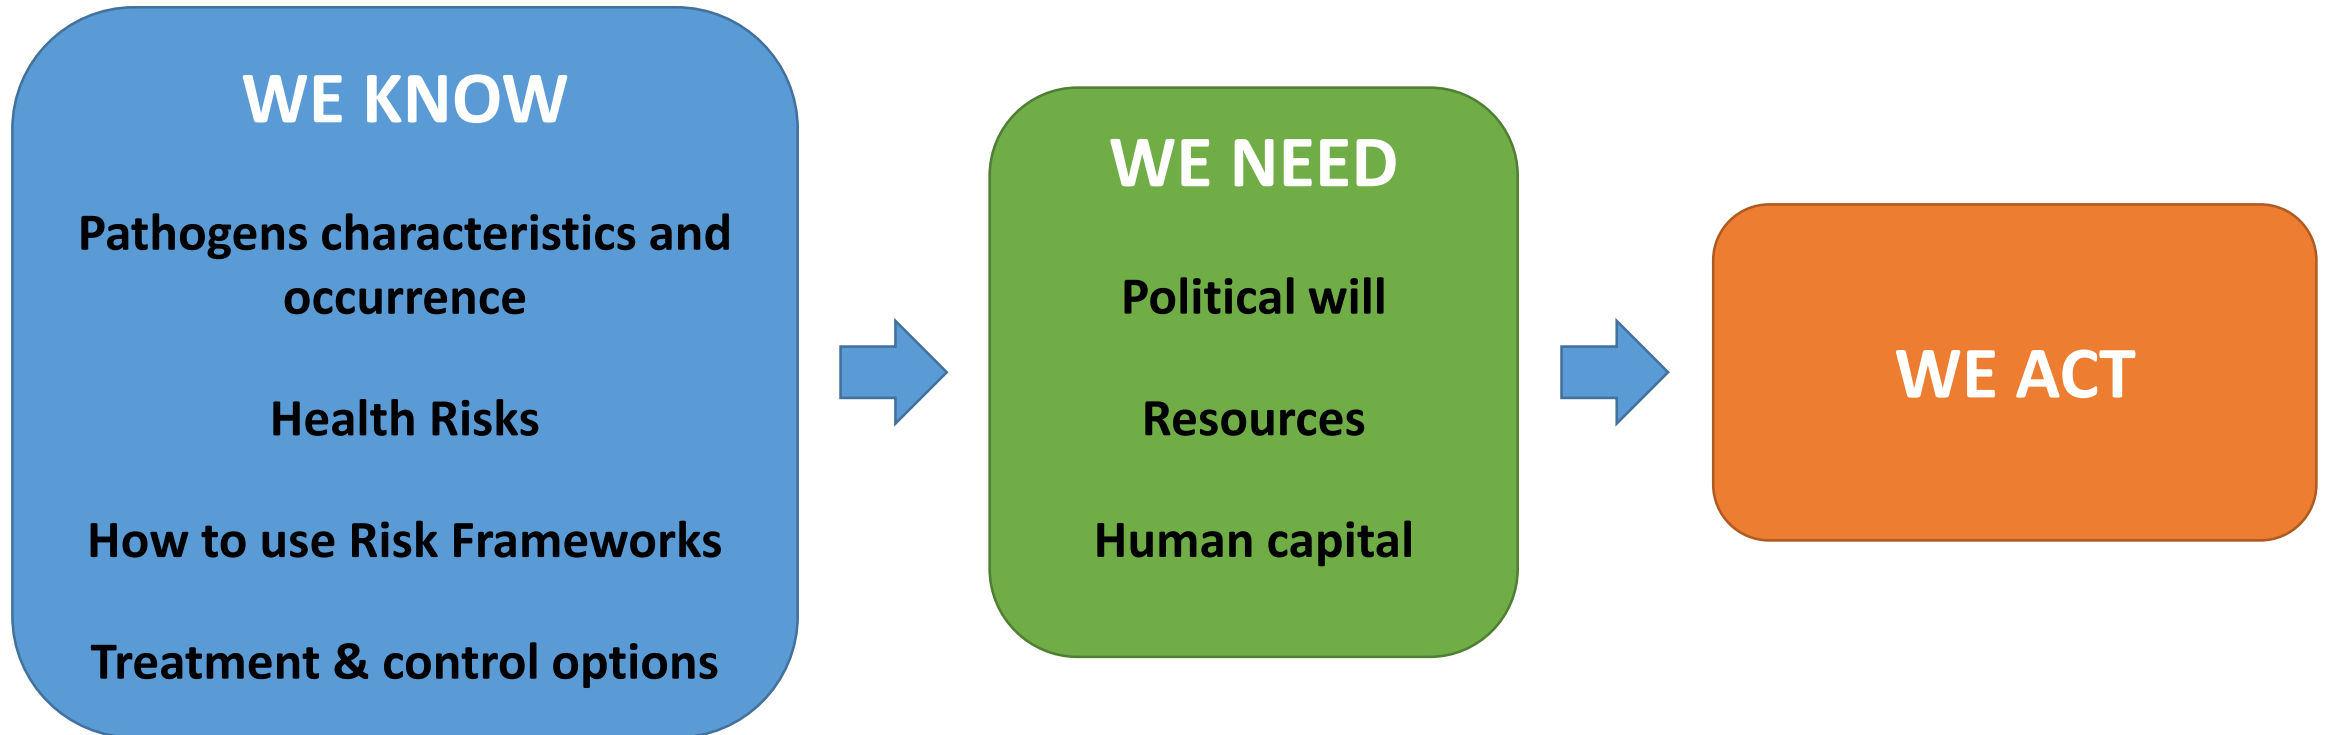 WE KNOW
Pathogens characteristics and
occurrence
Health Risks
How to use Risk Frameworks
Treatment & control options
WE NEED
Political will
Resources
Human capital
WE ACT